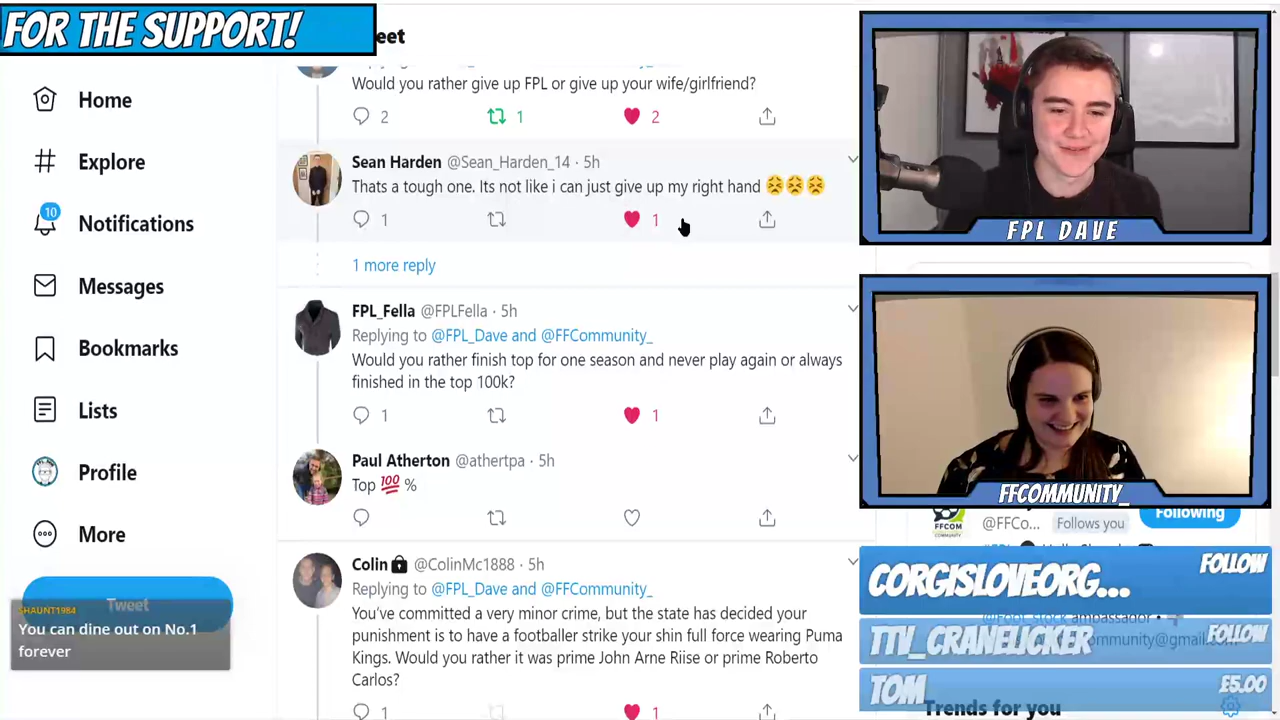 FOR THE SUPPORT!
eet
Home
Explore
10
Notifications
Messages
Bookmarks
Lists
Profile
More
Tweet
SHAUNT1984
You can dine out on No.1
forever
Would you rather give up FPL or give up your wife/girlfriend?
2 1 2
Sean Harden @Sean_Harden_14 · 5h
Thats a tough one. Its not like i can just give up my right hand 😣😣😣
1 1
1 more reply
FPL_Fella @FPLFella · 5h
Replying to @FPL_Dave and @FFCommunity_
Would you rather finish top for one season and never play again or always
finished in the top 100k?
1 1
Paul Atherton @athertpa · 5h
Top 💯 %
Colin @ColinMc1888 · 5h
Replying to @FPL_Dave and @FFCommunity_
You've committed a very minor crime, but the state has decided your
punishment is to have a footballer strike your shin full force wearing Puma
Kings. Would you rather it was prime John Arne Riise or prime Roberto
Carlos?
1 1
FPL DAVE
FFCOMMUNITY_
FFCOM
COMMUNITY
@FFCo... Follows you
Following
CORGISLOVEORG... FOLLOW
ambassador
TTV_CRANELICKER FOLLOW
TOM £5.00
Trends for you